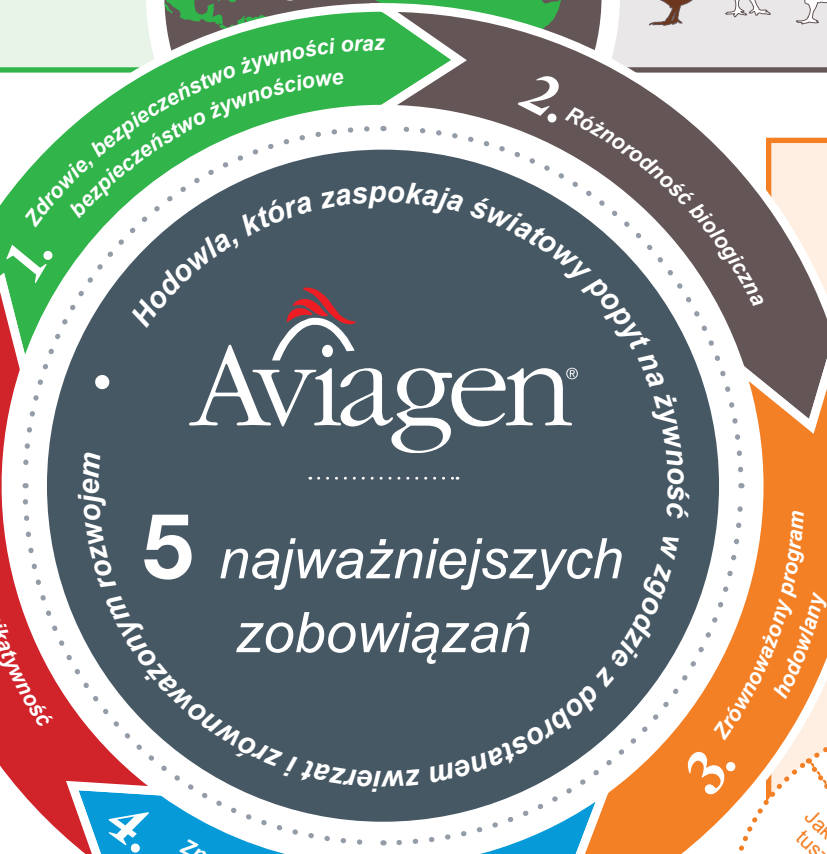 1. Zdrowie, bezpieczeństwo żywności oraz
bezpieczeństwo żywnościowe
2. Różnorodność biologiczna
Hodowla, która zaspokaja światowy popyt na żywność w zgodzie z dobrostanem zwierzat i zrównoważonym rozwojem •
Aviagen®
5 najważniejszych
zobowiązań
3. Zrównoważony program
hodowlany
4.